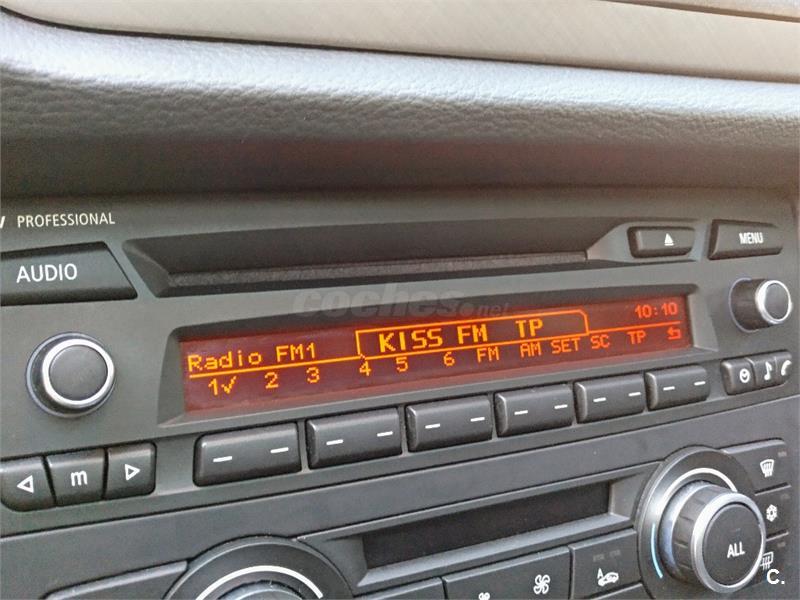 PROFESSIONAL
AUDIO
MENU
coches.net
Radio FM1
KISS FM TP
10:10
1✓ 2 3 4 5 6 FM AM SET SC TP
m
ALL
A
C.